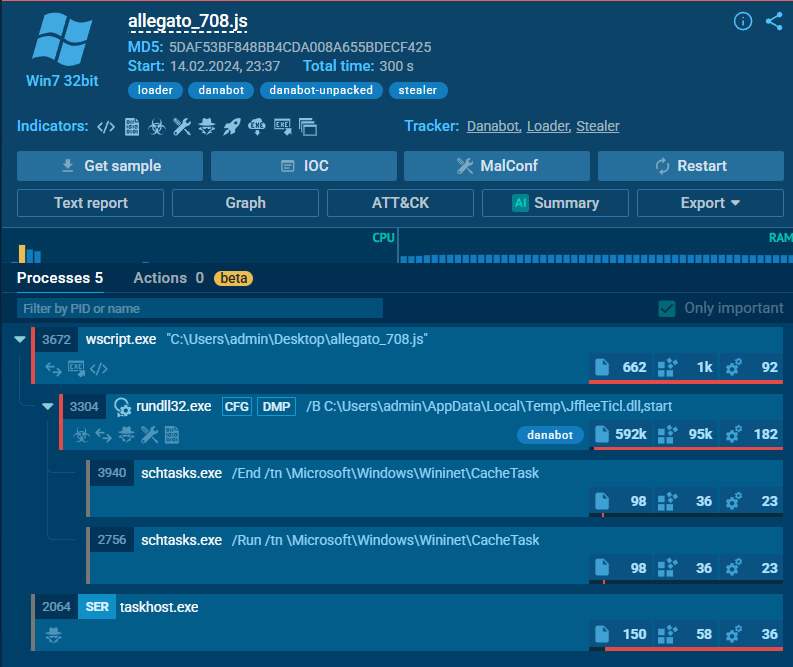 allegato_708.js
MD5: 5DAF53BF848BB4CDA008A655BDECF425
Start: 14.02.2024, 23:37 Total time: 300 s
Win7 32bit
loader danabot danabot-unpacked stealer
Indicators: Tracker: Danabot, Loader, Stealer
Get sample IOC MalConf Restart
Text report Graph ATT&CK AI Summary Export
CPU RAM
Processes 5 Actions 0 beta
Filter by PID or name Only important
3672 wscript.exe "C:\Users\admin\Desktop\allegato_708.js"
662 1k 92
3304 rundll32.exe CFG DMP /B C:\Users\admin\AppData\Local\Temp\JffleeTicl.dll,start
danabot 592k 95k 182
3940 schtasks.exe /End /tn \Microsoft\Windows\Wininet\CacheTask
98 36 23
2756 schtasks.exe /Run /tn \Microsoft\Windows\Wininet\CacheTask
98 36 23
2064 SER taskhost.exe
150 58 36